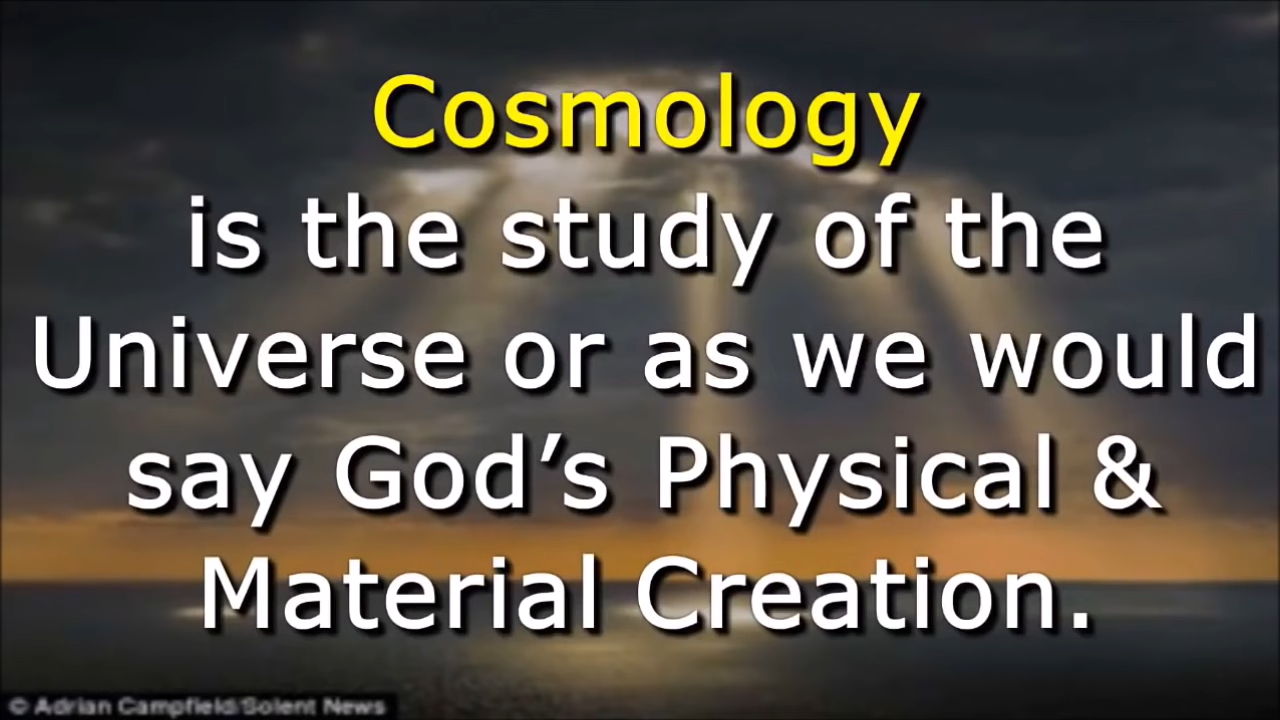 Cosmology
is the study of the
Universe or as we would
say God’s Physical &
Material Creation.
© Adrian Campfield/Solent News